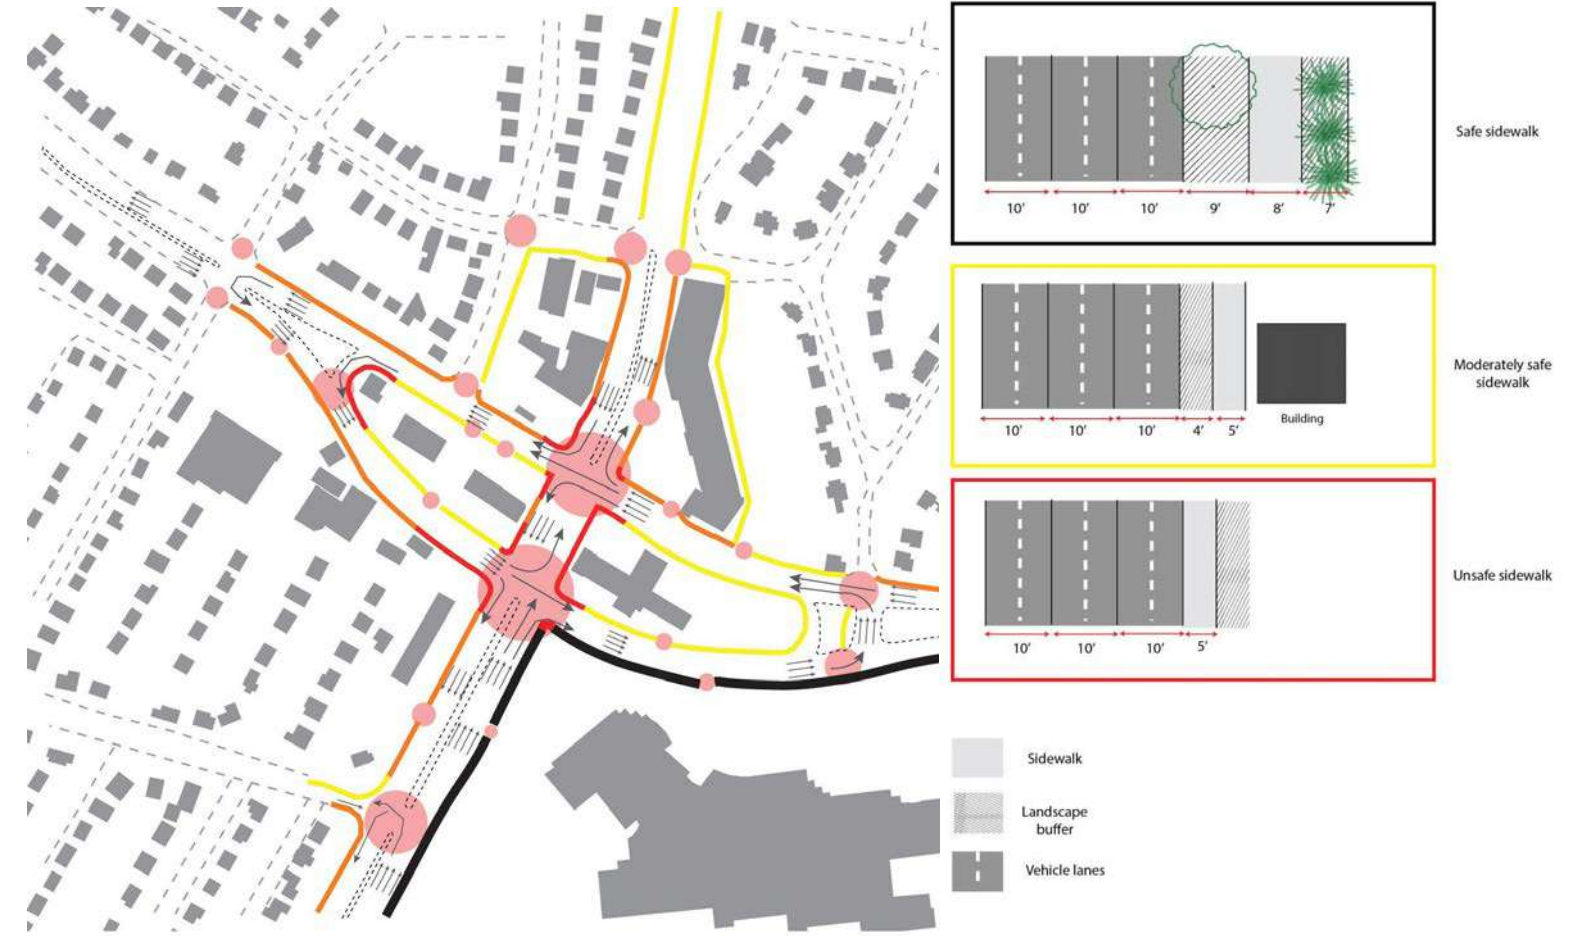 10'
10'
10'
9'
8'
7'
Safe sidewalk
10'
10'
10'
4'
5'
Building
Moderately safe
sidewalk
10'
10'
10'
5'
Unsafe sidewalk
Sidewalk
Landscape
buffer
Vehicle lanes